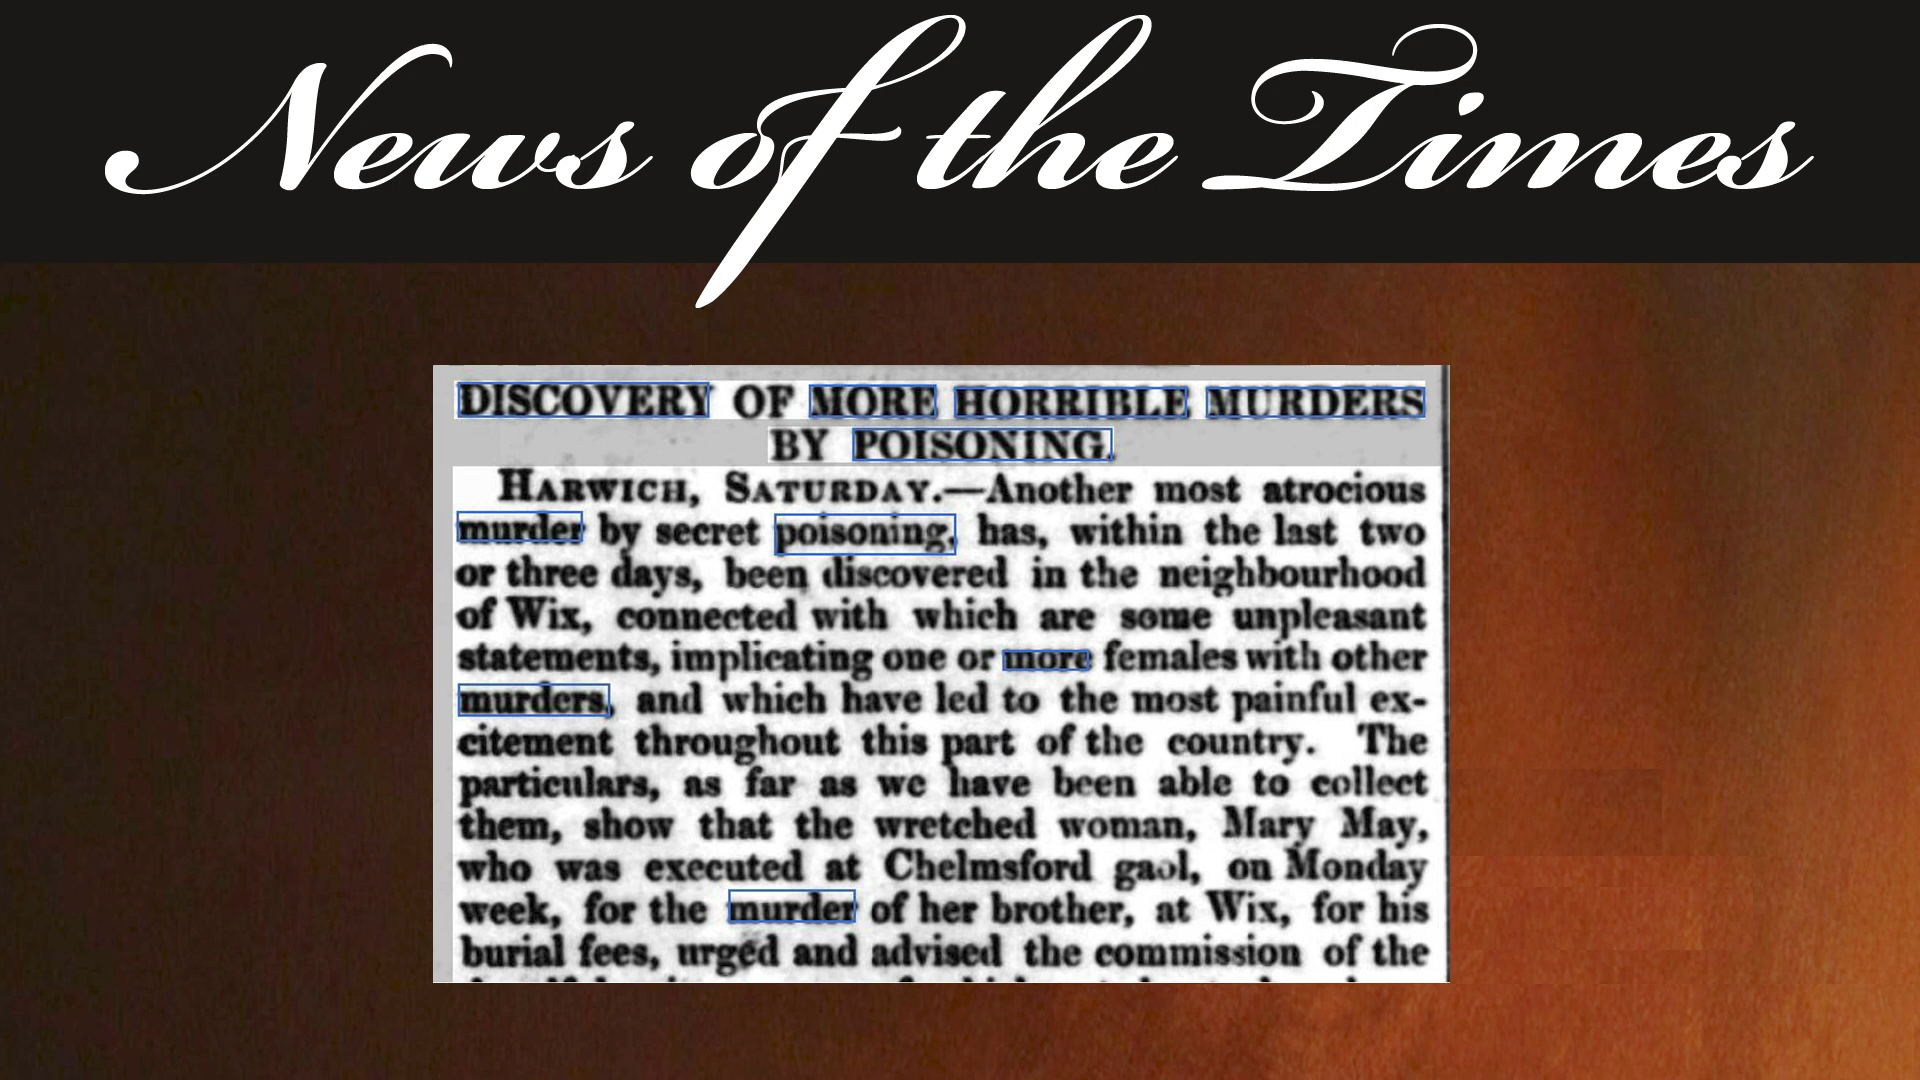 News of the Times
DISCOVERY OF MORE HORRIBLE MURDERS
BY POISONING.
HARWICH, SATURDAY.—Another most atrocious
murder by secret poisoning, has, within the last two
or three days, been discovered in the neighbourhood
of Wix, connected with which are some unpleasant
statements, implicating one or more females with other
murders, and which have led to the most painful ex-
citement throughout this part of the country. The
particulars, as far as we have been able to collect
them, show that the wretched woman, Mary May,
who was executed at Chelmsford gaol, on Monday
week, for the murder of her brother, at Wix, for his
burial fees, urged and advised the commission of the